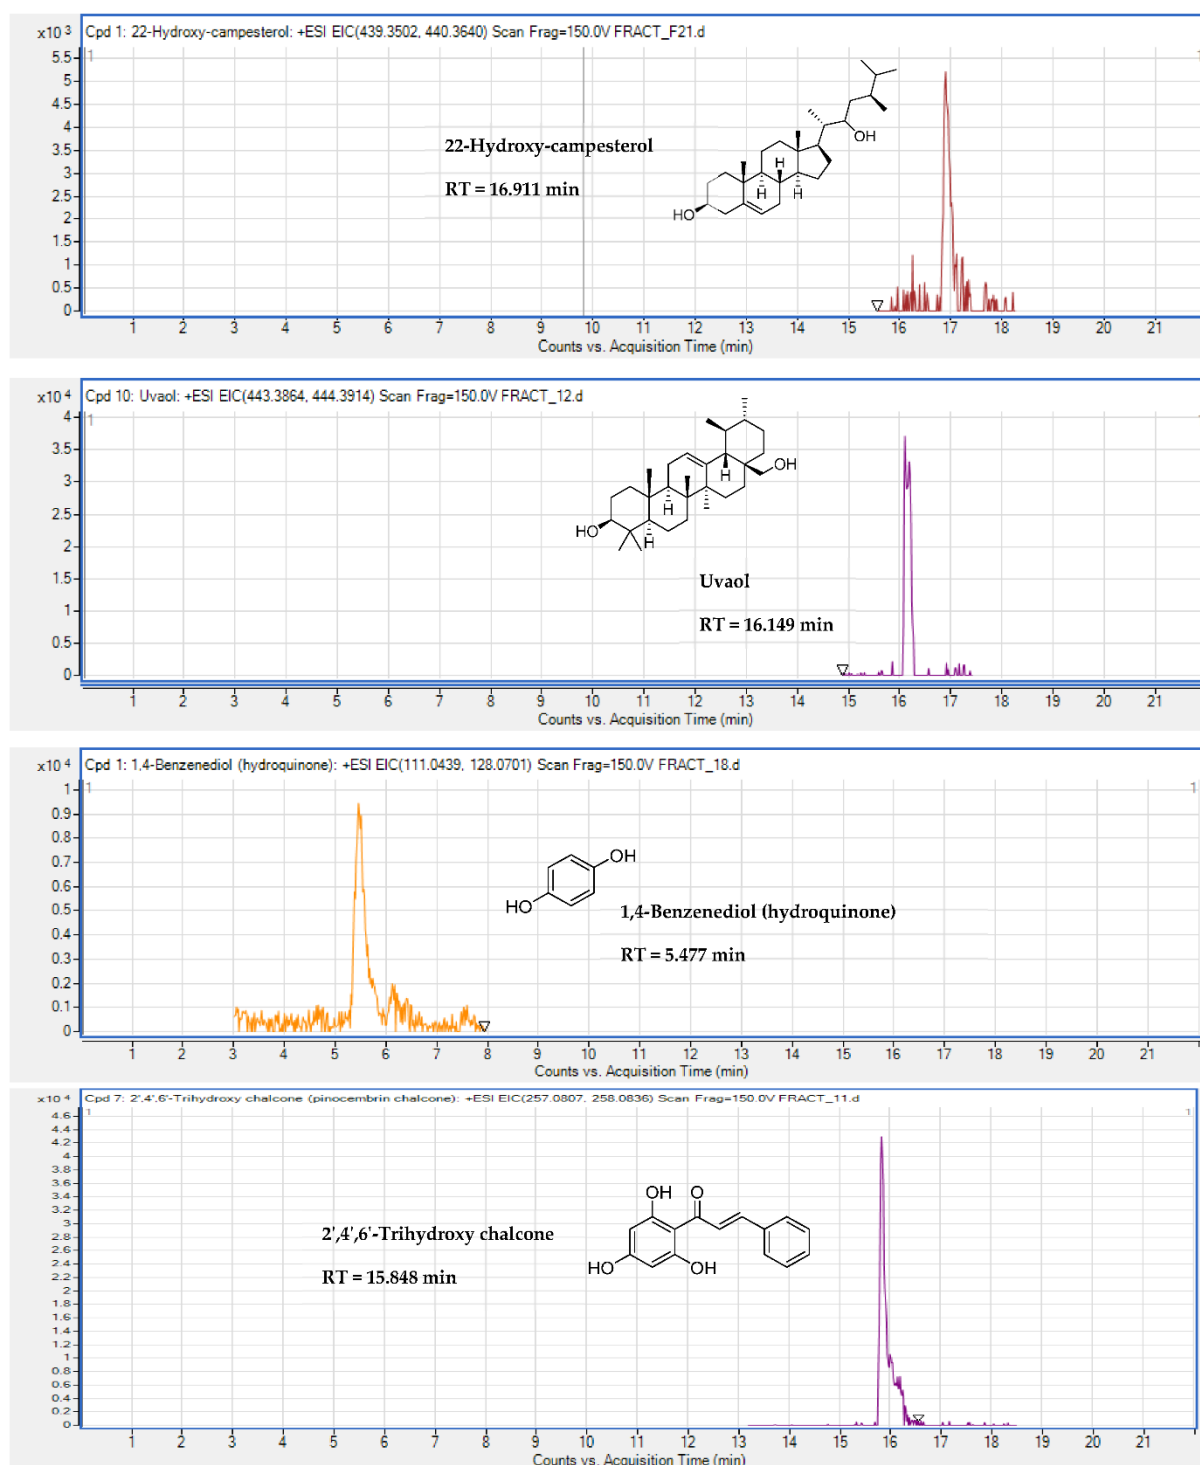 x10 3 Cpd 1: 22-Hydroxy-campesterol: +ESI EIC(439.3502, 440.3640) Scan Frag=150.0V FRACT_F21.d
1 1
5.5
5
4.5
4
3.5
3
2.5
2
1.5
1
0.5
0
22-Hydroxy-campesterol
RT = 16.911 min
OH
H
H
H
HO
1 2 3 4 5 6 7 8 9 10 11 12 13 14 15 16 17 18 19 20 21
Counts vs. Acquisition Time (min)
x10 4 Cpd 10: Uvaol: +ESI EIC(443.3864, 444.3914) Scan Frag=150.0V FRACT_12.d
1 1
4
3.5
3
2.5
2
1.5
1
0.5
0
OH
H
H
HO
H
Uvaol
RT = 16.149 min
1 2 3 4 5 6 7 8 9 10 11 12 13 14 15 16 17 18 19 20 21
Counts vs. Acquisition Time (min)
x10 4 Cpd 1: 1,4-Benzenediol (hydroquinone): +ESI EIC(111.0439, 128.0701) Scan Frag=150.0V FRACT_18.d
1 1
1
0.9
0.8
0.7
0.6
0.5
0.4
0.3
0.2
0.1
0
OH
HO
1,4-Benzenediol (hydroquinone)
RT = 5.477 min
1 2 3 4 5 6 7 8 9 10 11 12 13 14 15 16 17 18 19 20 21
Counts vs. Acquisition Time (min)
x10 4 Cpd 7: 2',4',6'-Trihydroxy chalcone (pinocembrin chalcone): +ESI EIC(257.0807, 258.0836) Scan Frag=150.0V FRACT_11.d
1 1
4.6
4.4
4.2
4
3.8
3.6
3.4
3.2
3
2.8
2.6
2.4
2.2
2
1.8
1.6
1.4
1.2
1
0.8
0.6
0.4
0.2
0
OH O
HO OH
2',4',6'-Trihydroxy chalcone
RT = 15.848 min
1 2 3 4 5 6 7 8 9 10 11 12 13 14 15 16 17 18 19 20 21
Counts vs. Acquisition Time (min)